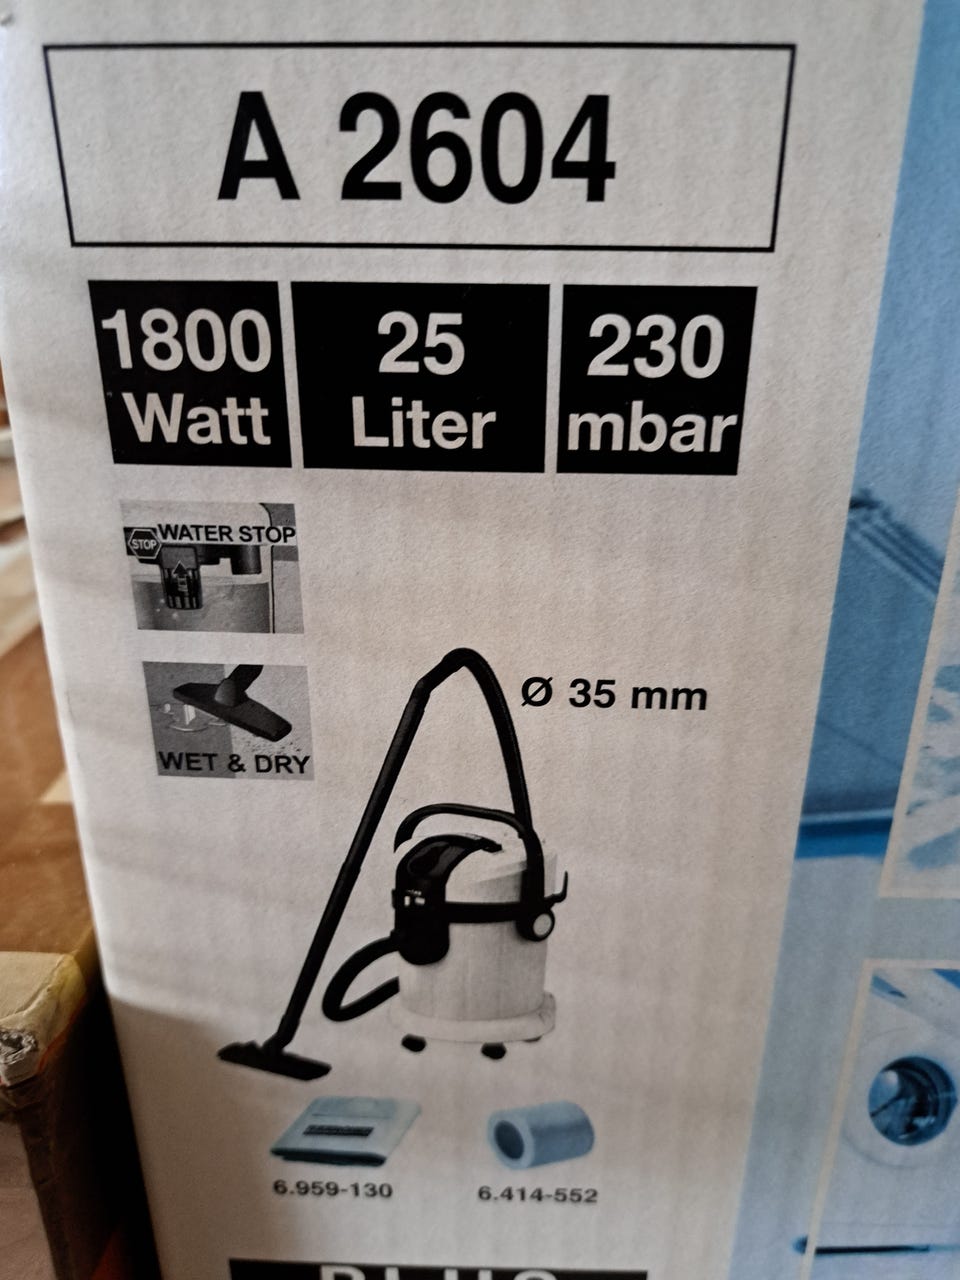 A 2604
1800 Watt
25 Liter
230 mbar
STOP
WATER STOP
WET & DRY
Ø 35 mm
6.959-130
6.414-552